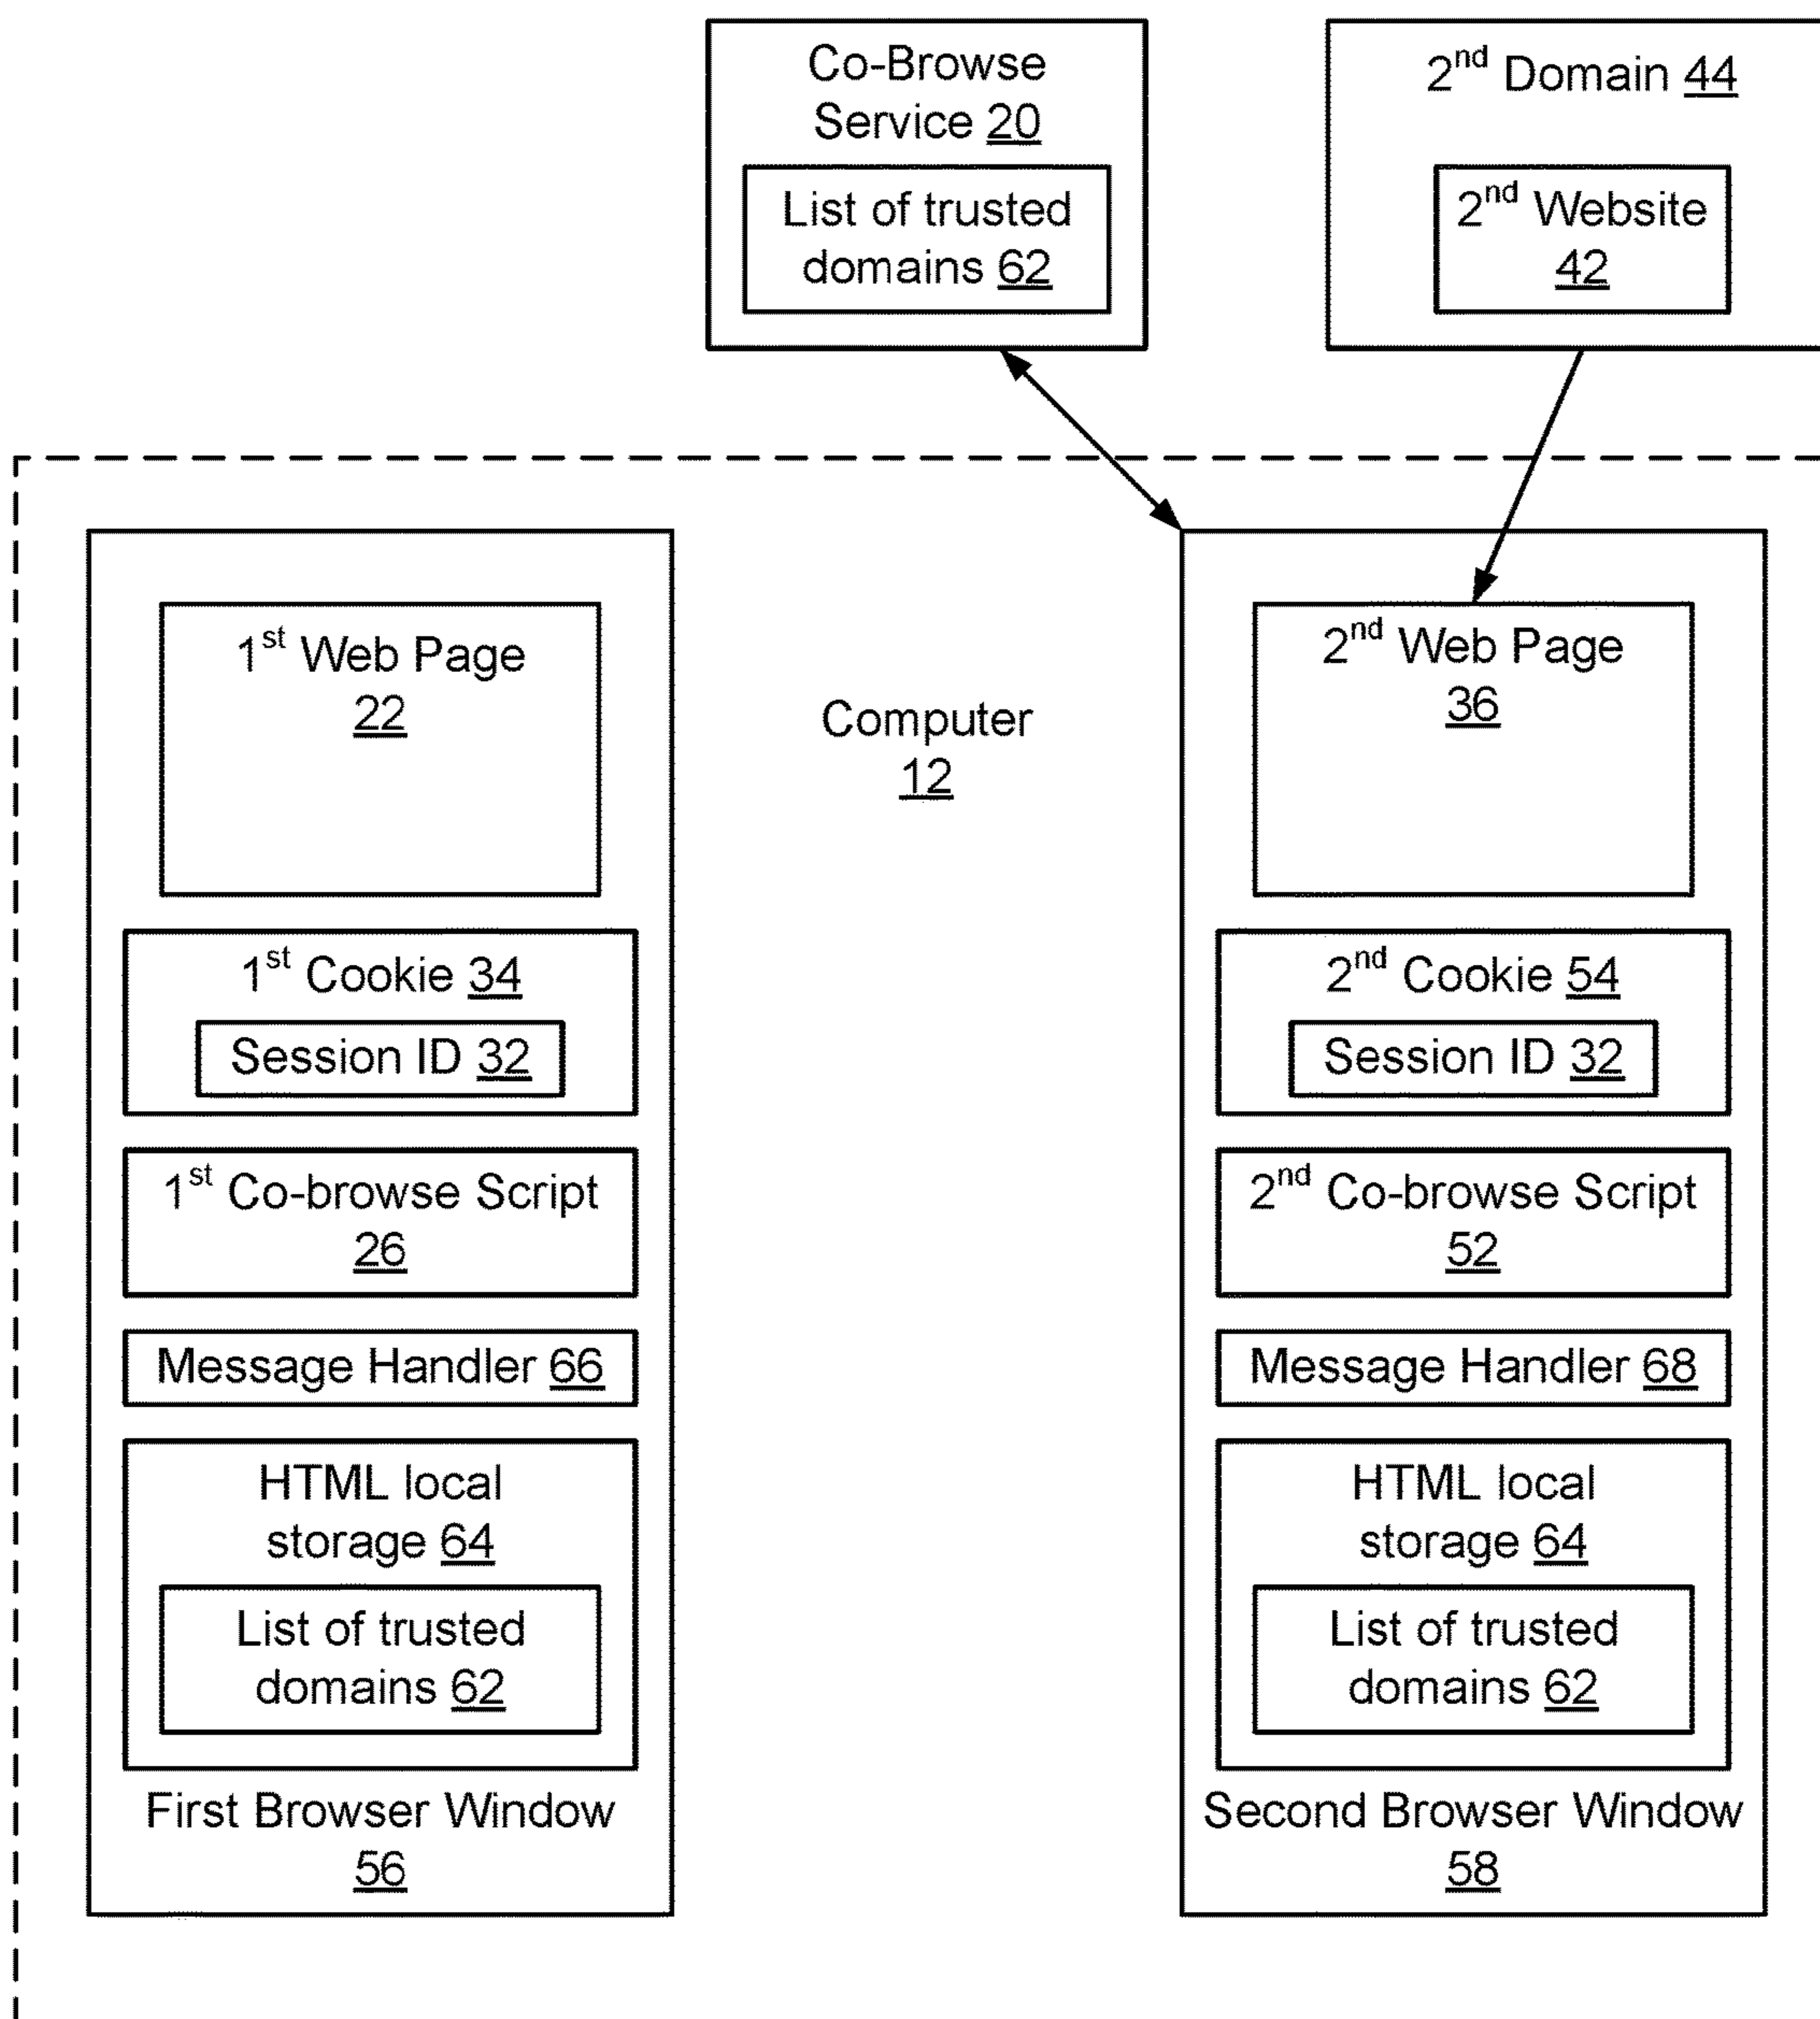 Co-Browse
Service 20
List of trusted
domains 62
2nd Domain 44
2nd Website
42
1st Web Page
22
1st Cookie 34
Session ID 32
1st Co-browse Script
26
Message Handler 66
HTML local
storage 64
List of trusted
domains 62
First Browser Window
56
Computer
12
2nd Web Page
36
2nd Cookie 54
Session ID 32
2nd Co-browse Script
52
Message Handler 68
HTML local
storage 64
List of trusted
domains 62
Second Browser Window
58